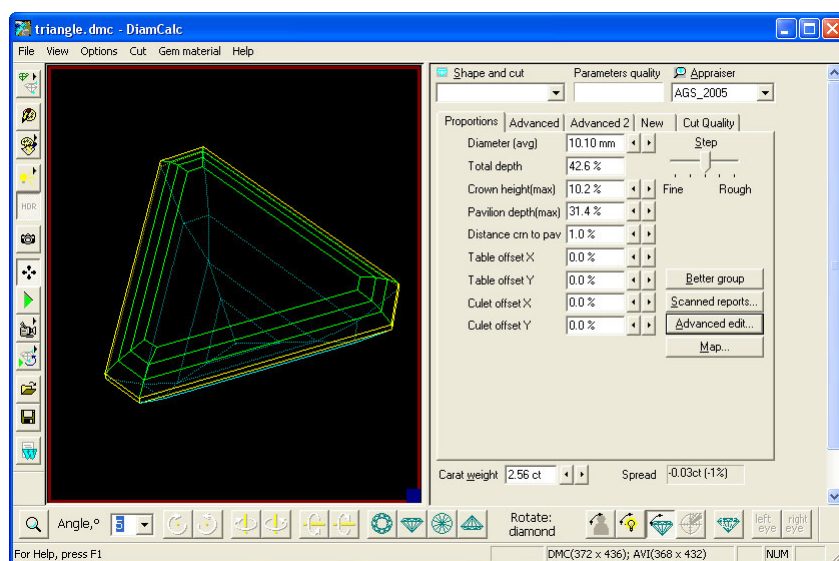 triangle.dmc - DiamCalc
File View Options Cut Gem material Help
Shape and cut Parameters quality Appraiser
AGS_2005
Proportions Advanced Advanced 2 New Cut Quality
Diameter (avg) 10.10 mm Step
Total depth 42.6 %
Crown height(max) 10.2 % Fine Rough
Pavilion depth(max) 31.4 %
Distance crn to pav 1.0 %
Table offset X 0.0 %
Table offset Y 0.0 % Better group
Culet offset X 0.0 % Scanned reports...
Culet offset Y 0.0 % Advanced edit...
Map...
HDR
Carat weight 2.56 ct Spread -0.03ct (-1%)
Angle,° 5 Rotate: diamond left eye right eye
For Help, press F1 DMC(372 x 436); AVI(368 x 432) NUM